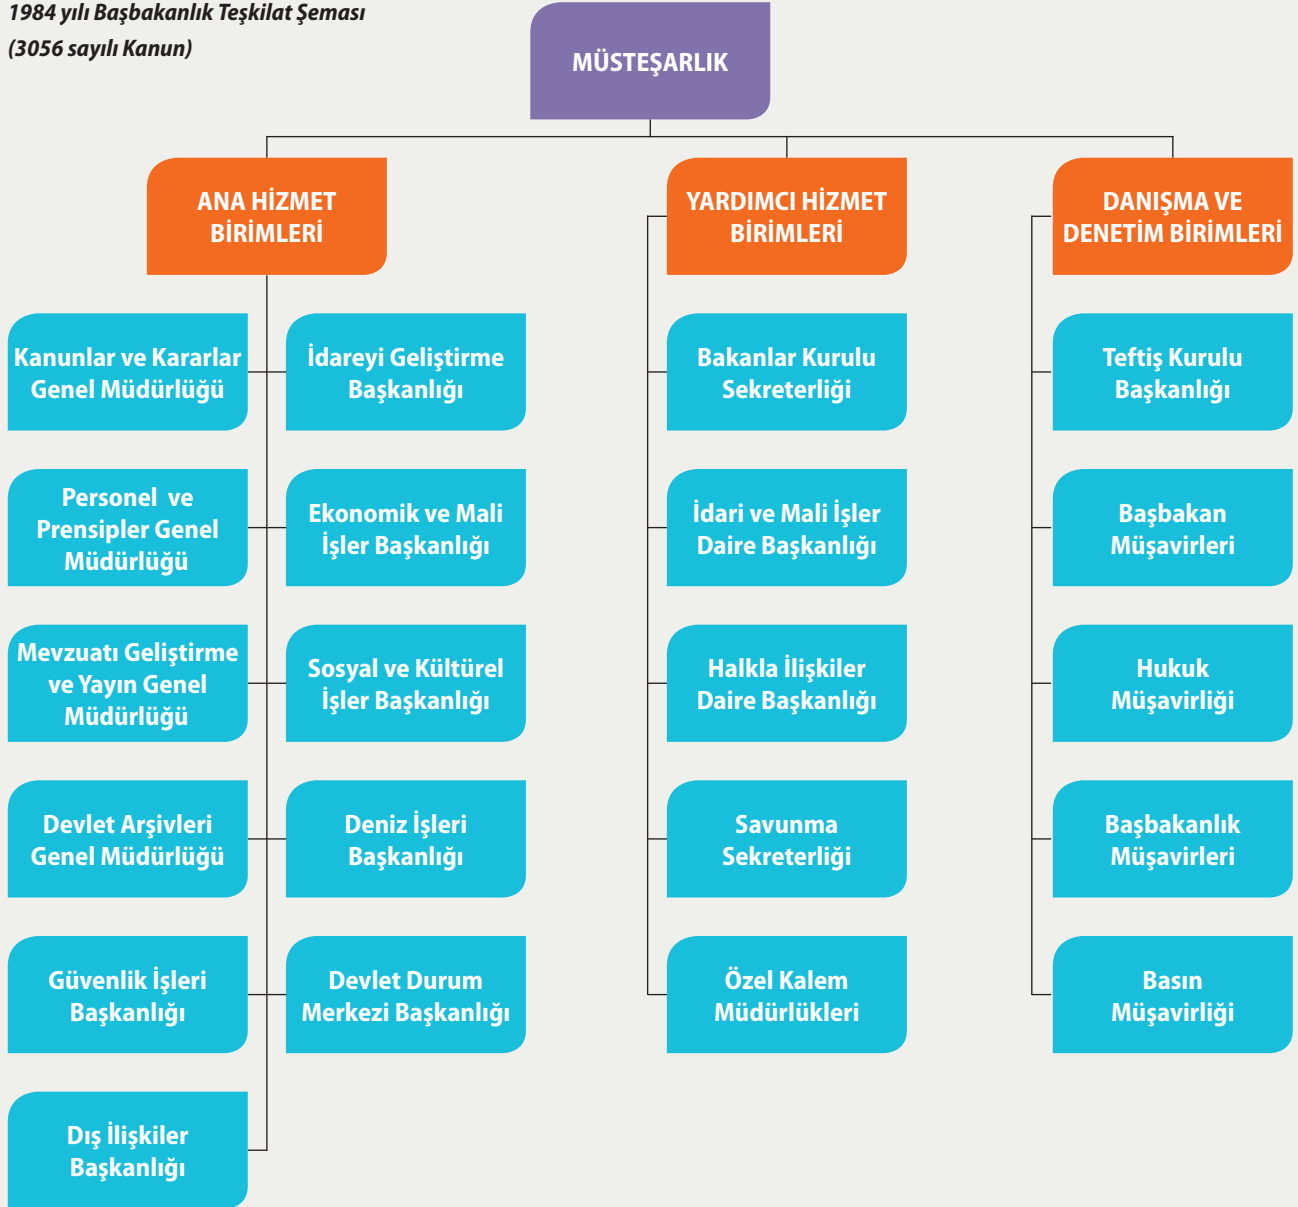 1984 yılı Başbakanlık Teşkilat Şeması
(3056 sayılı Kanun)
MÜSTEŞARLIK
ANA HİZMET
BİRİMLERİ
Kanunlar ve Kararlar
Genel Müdürlüğü
İdareyi Geliştirme
Başkanlığı
Personel ve
Prensipler Genel
Müdürlüğü
Ekonomik ve Mali
İşler Başkanlığı
Mevzuatı Geliştirme
ve Yayın Genel
Müdürlüğü
Sosyal ve Kültürel
İşler Başkanlığı
Devlet Arşivleri
Genel Müdürlüğü
Deniz İşleri
Başkanlığı
Güvenlik İşleri
Başkanlığı
Devlet Durum
Merkezi Başkanlığı
Dış İlişkiler
Başkanlığı
YARDIMCI HİZMET
BİRİMLERİ
Bakanlar Kurulu
Sekreterliği
İdari ve Mali İşler
Daire Başkanlığı
Halkla İlişkiler
Daire Başkanlığı
Savunma
Sekreterliği
Özel Kalem
Müdürlükleri
DANIŞMA VE
DENETİM BİRİMLERİ
Teftiş Kurulu
Başkanlığı
Başbakan
Müşavirleri
Hukuk
Müşavirliği
Başbakanlık
Müşavirleri
Basın
Müşavirliği